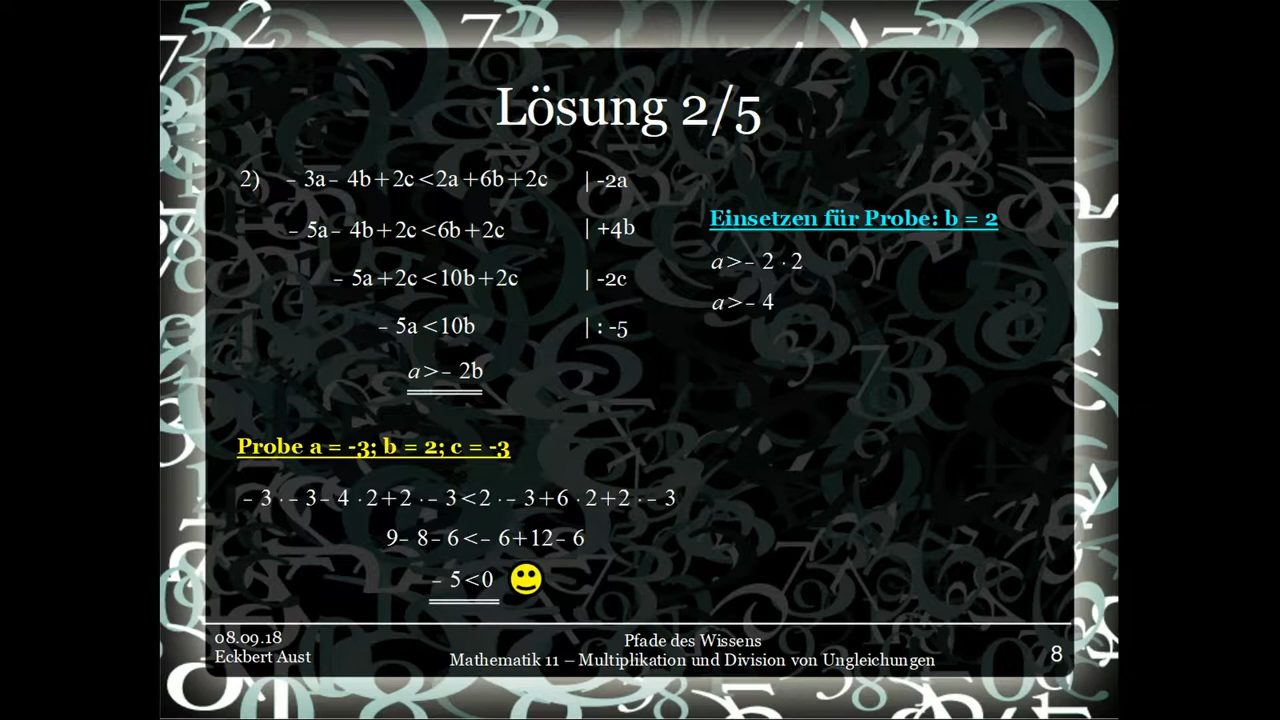 Lösung 2/5
2) – 3a – 4b+2c<2a+6b+2c | -2a
– 5a – 4b+2c<6b+2c | +4b
– 5a+2c<10b+2c | -2c
– 5a<10b | : -5
a>– 2b
Einsetzen für Probe: b = 2
a>– 2 · 2
a>– 4
Probe a = -3; b = 2; c = -3
– 3 · – 3 – 4 · 2+2 · – 3<2 · – 3+6 · 2+2 · – 3
9– 8– 6<– 6+12– 6
– 5<0
08.09.18
Eckbert Aust
Pfade des Wissens
Mathematik 11 – Multiplikation und Division von Ungleichungen
8